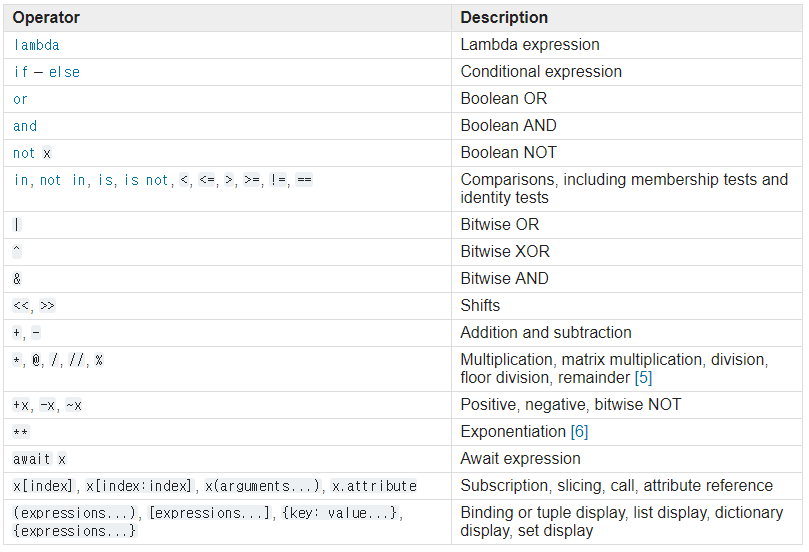 Operator Description
lambda Lambda expression
if – else Conditional expression
or Boolean OR
and Boolean AND
not x Boolean NOT
in, not in, is, is not, <, <=, >, >=, !=, == Comparisons, including membership tests and
identity tests
| Bitwise OR
^ Bitwise XOR
& Bitwise AND
<<, >> Shifts
+, - Addition and subtraction
*, @, /, //, % Multiplication, matrix multiplication, division,
floor division, remainder [5]
+x, -x, ~x Positive, negative, bitwise NOT
** Exponentiation [6]
await x Await expression
x[index], x[index:index], x(arguments...), x.attribute Subscription, slicing, call, attribute reference
(expressions...), [expressions...], {key: value...}, Binding or tuple display, list display, dictionary
{expressions...} display, set display